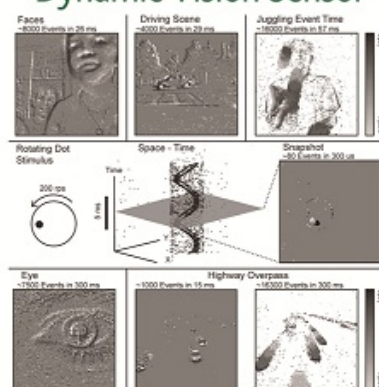 Dynamic Vision Sensor
Faces
~8000 Events in 26 ms
Driving Scene
~4000 Events in 29 ms
Juggling Event Time
~16000 Events in 57 ms
Rotating Dot
Stimulus
200 rps
Space - Time
Time
5 ms
Y
X
Snapshot
~80 Events in 300 us
Eye
~7500 Events in 300 ms
Highway Overpass
~1000 Events in 15 ms
~16300 Events in 300 ms